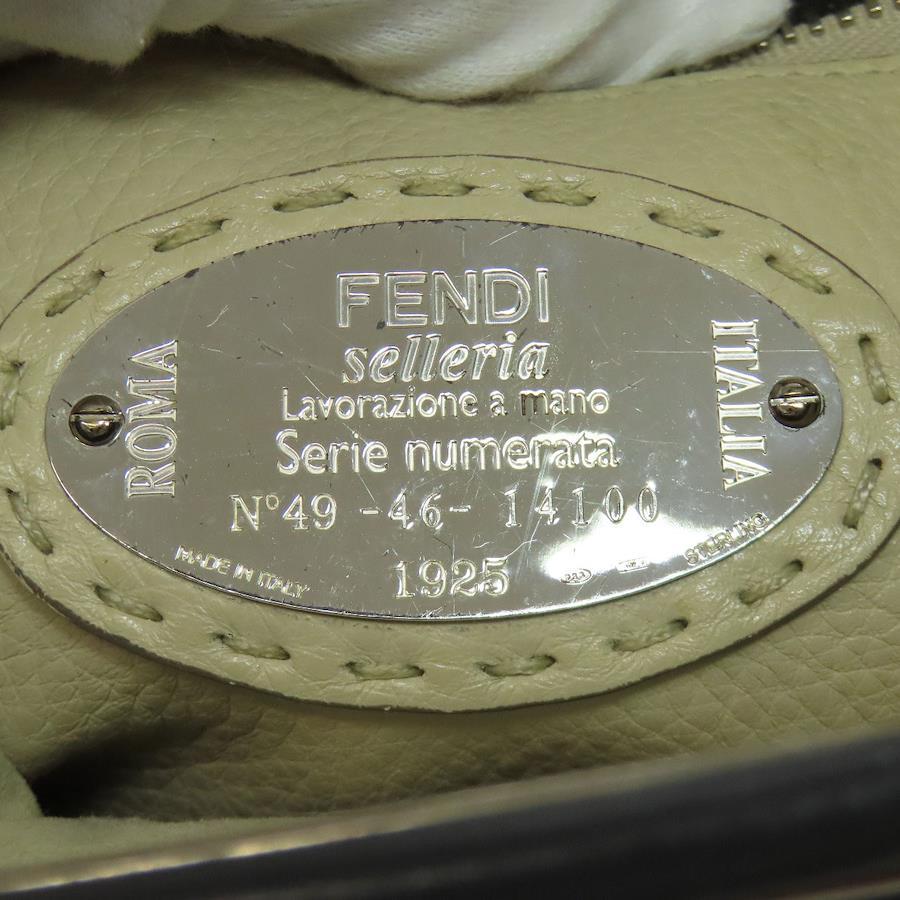 FENDI
selleria
Lavorazione a mano
Serie numerata
N°49 -46- 14100
1925
ROMA
ITALIA
MADE IN ITALY
STERLING